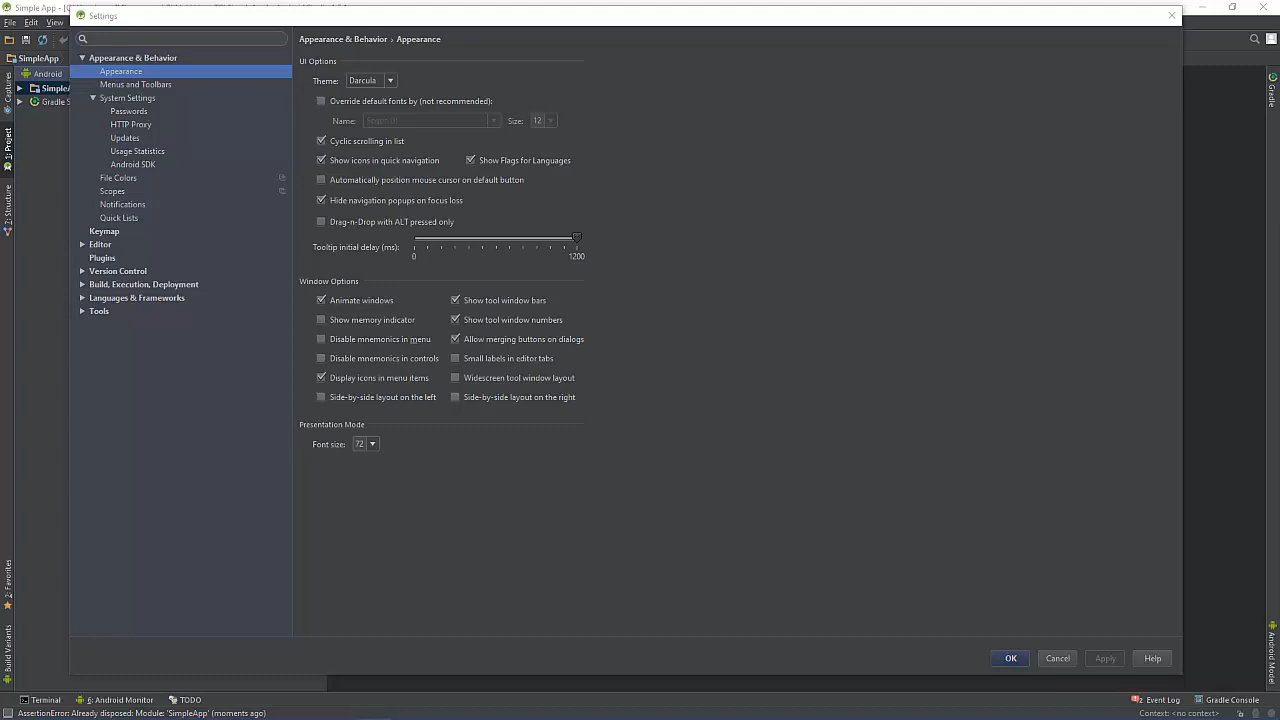 Simple App - [
Settings
File Edit View
Appearance & Behavior › Appearance
SimpleApp
Android
Simple
Gradle S
Captures
1: Project
7: Structure
2: Favorites
Build Variants
Appearance & Behavior
Appearance
Menus and Toolbars
System Settings
Passwords
HTTP Proxy
Updates
Usage Statistics
Android SDK
File Colors
Scopes
Notifications
Quick Lists
Keymap
Editor
Plugins
Version Control
Build, Execution, Deployment
Languages & Frameworks
Tools
UI Options
Theme: Darcula
Override default fonts by (not recommended):
Name: Size: 12
Cyclic scrolling in list
Show icons in quick navigation Show Flags for Languages
Automatically position mouse cursor on default button
Hide navigation popups on focus loss
Drag-n-Drop with ALT pressed only
Tooltip initial delay (ms):
0 1200
Window Options
Animate windows Show tool window bars
Show memory indicator Show tool window numbers
Disable mnemonics in menu Allow merging buttons on dialogs
Disable mnemonics in controls Small labels in editor tabs
Display icons in menu items Widescreen tool window layout
Side-by-side layout on the left Side-by-side layout on the right
Presentation Mode
Font size: 72
OK Cancel Apply Help
Gradle
Android Model
Terminal 6: Android Monitor TODO
2 Event Log Gradle Console
AssertionError: Already disposed: Module: 'SimpleApp' (moments ago)
Context: <no context>